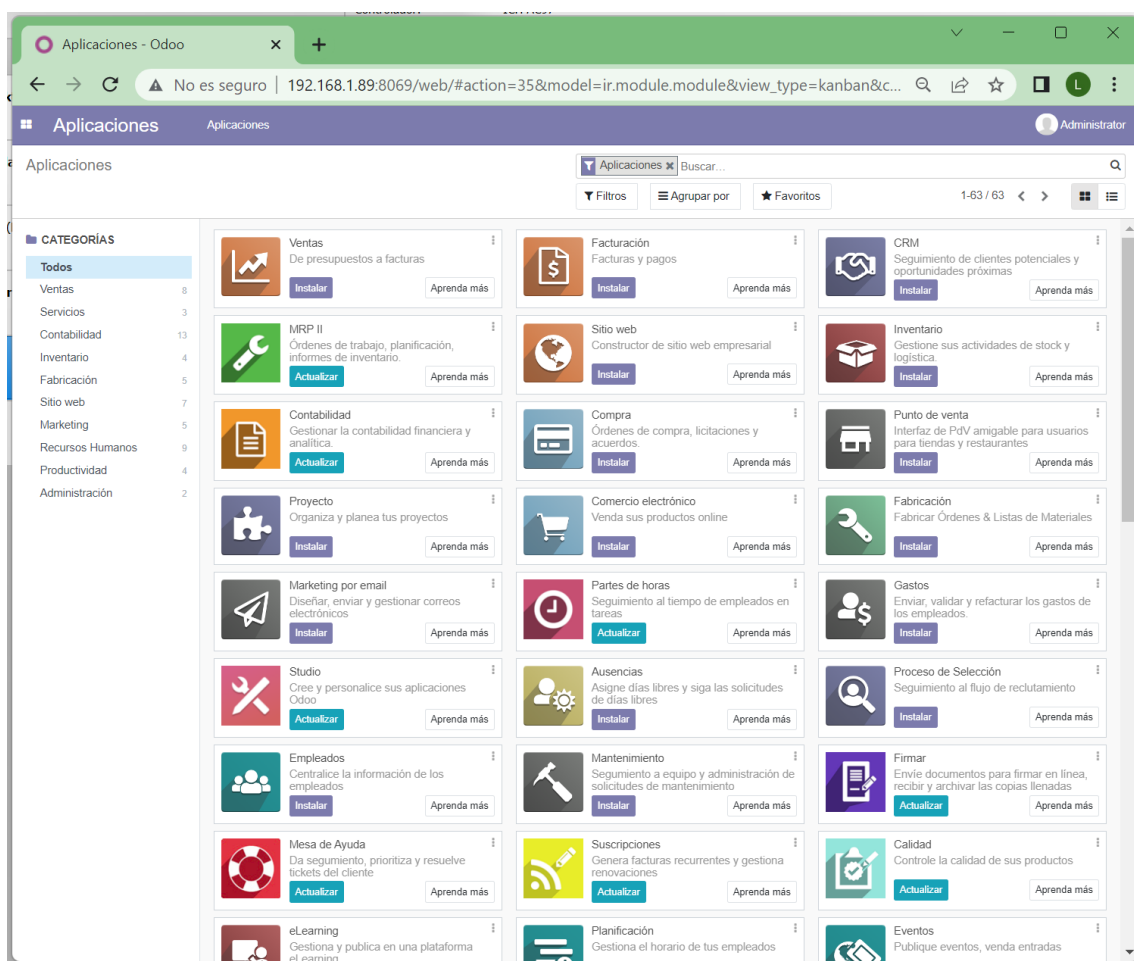 Aplicaciones - Odoo
No es seguro | 192.168.1.89:8069/web/#action=35&model=ir.module.module&view_type=kanban&c...
L
Aplicaciones
Aplicaciones
Administrator
Aplicaciones
Aplicaciones
Buscar...
Filtros
Agrupar por
Favoritos
1-63 / 63
CATEGORÍAS
Todos
Ventas 8
Servicios 3
Contabilidad 13
Inventario 4
Fabricación 5
Sitio web 7
Marketing 5
Recursos Humanos 9
Productividad 4
Administración 2
Ventas
De presupuestos a facturas
Instalar
Aprenda más
Facturación
Facturas y pagos
Instalar
Aprenda más
CRM
Seguimiento de clientes potenciales y
oportunidades próximas
Instalar
Aprenda más
MRP II
Órdenes de trabajo, planificación,
informes de inventario.
Actualizar
Aprenda más
Sitio web
Constructor de sitio web empresarial
Instalar
Aprenda más
Inventario
Gestione sus actividades de stock y
logística.
Instalar
Aprenda más
Contabilidad
Gestionar la contabilidad financiera y
analítica.
Actualizar
Aprenda más
Compra
Órdenes de compra, licitaciones y
acuerdos.
Instalar
Aprenda más
Punto de venta
Interfaz de PdV amigable para usuarios
para tiendas y restaurantes
Instalar
Aprenda más
Proyecto
Organiza y planea tus proyectos
Instalar
Aprenda más
Comercio electrónico
Venda sus productos online
Instalar
Aprenda más
Fabricación
Fabricar Órdenes & Listas de Materiales
Instalar
Aprenda más
Marketing por email
Diseñar, enviar y gestionar correos
electrónicos
Instalar
Aprenda más
Partes de horas
Seguimiento al tiempo de empleados en
tareas
Actualizar
Aprenda más
Gastos
Enviar, validar y refacturar los gastos de
los empleados.
Instalar
Aprenda más
Studio
Cree y personalice sus aplicaciones
Odoo
Actualizar
Aprenda más
Ausencias
Asigne días libres y siga las solicitudes
de días libres
Instalar
Aprenda más
Proceso de Selección
Seguimiento al flujo de reclutamiento
Instalar
Aprenda más
Empleados
Centralice la información de los
empleados
Instalar
Aprenda más
Mantenimiento
Segumiento a equipo y administración de
solicitudes de mantenimiento
Instalar
Aprenda más
Firmar
Envíe documentos para firmar en línea,
recibir y archivar las copias llenadas
Actualizar
Aprenda más
Mesa de Ayuda
Da segumiento, prioritiza y resuelve
tickets del cliente
Actualizar
Aprenda más
Suscripciones
Genera facturas recurrentes y gestiona
renovaciones
Actualizar
Aprenda más
Calidad
Controle la calidad de sus productos
Actualizar
Aprenda más
eLearning
Gestiona y publica en una plataforma
eLearning
Planificación
Gestiona el horario de tus empleados
Eventos
Publique eventos, venda entradas